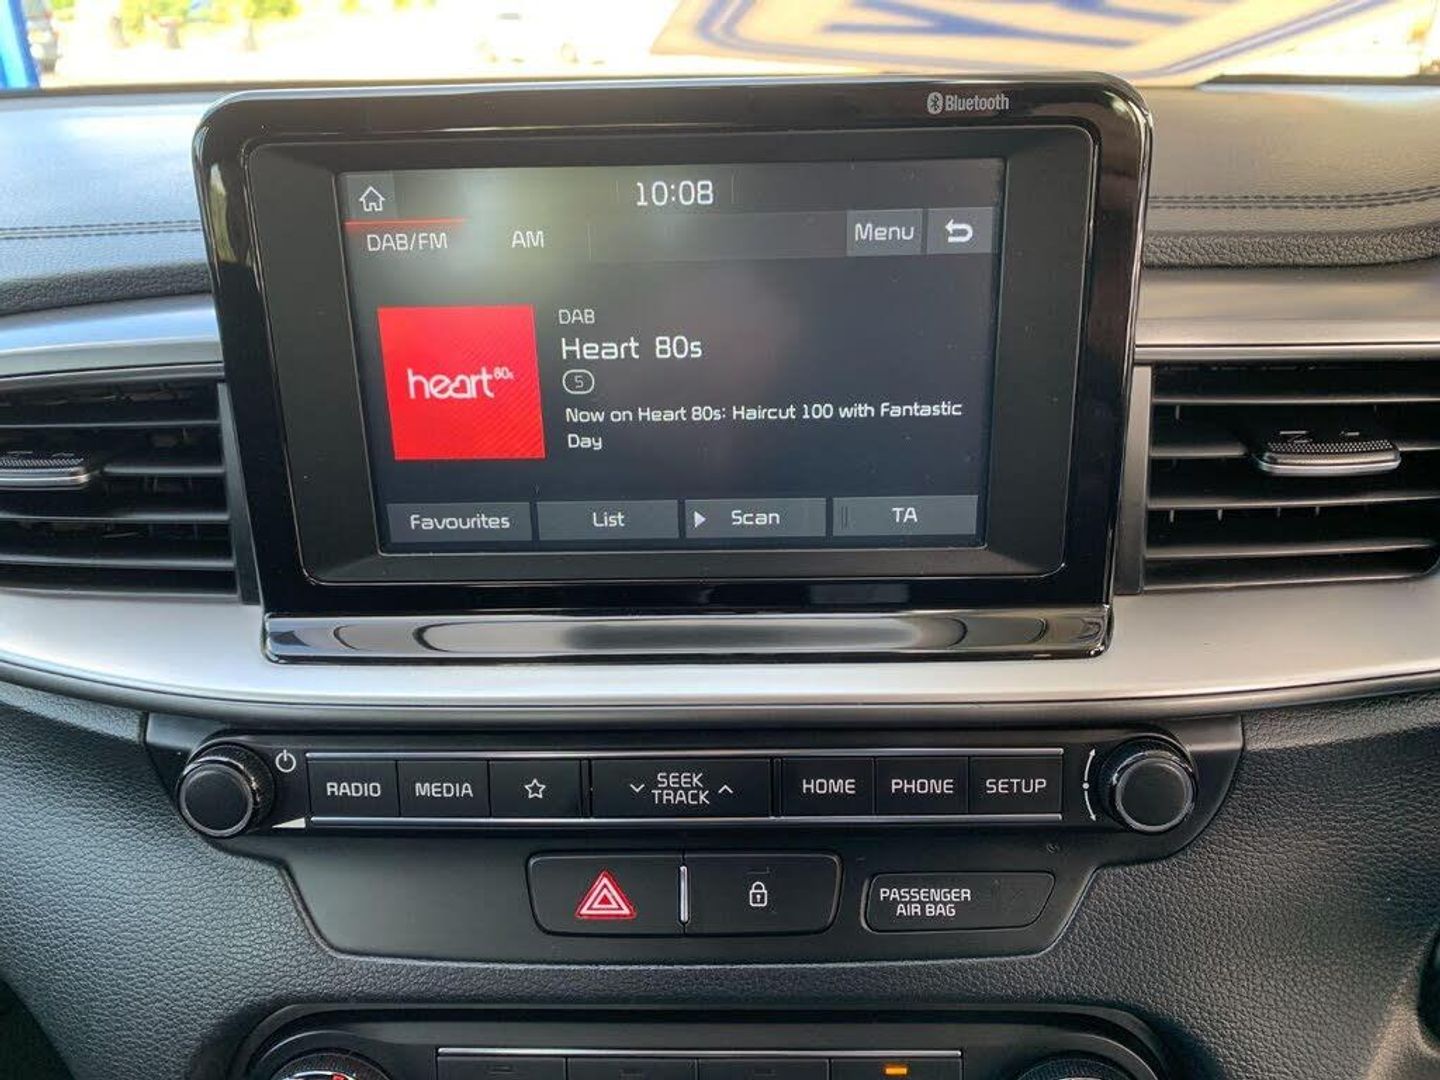 Bluetooth
10:08
DAB/FM AM Menu
DAB
Heart 80s
heart 80s
5
Now on Heart 80s: Haircut 100 with Fantastic
Day
Favourites List Scan TA
RADIO MEDIA SEEK TRACK HOME PHONE SETUP
PASSENGER
AIR BAG